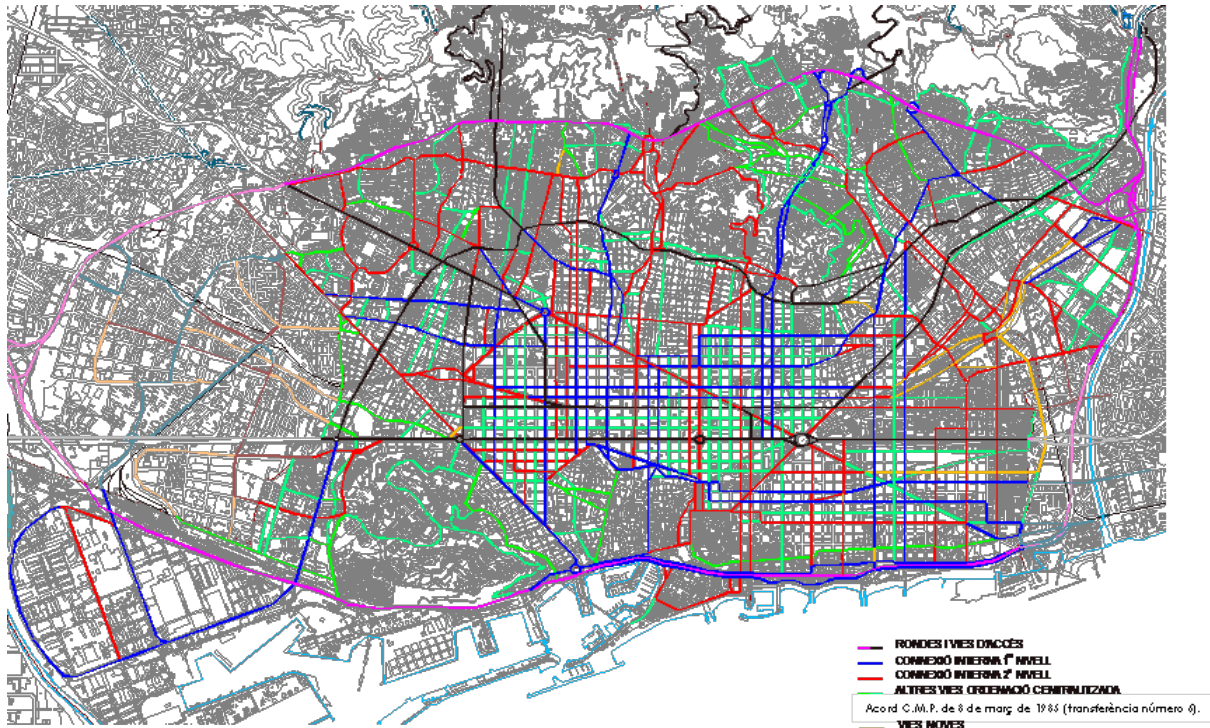 RONDES I VIES D'ACCÉS
CONNEXIÓ INTERNA 1ᵉʳ NIVELL
CONNEXIÓ INTERNA 2ⁿ NIVELL
ALTRES VIES ORDENACIÓ CENTRALITZADA
Acord C.M.P. de 8 de març de 1985 (transferència número 6).
VIES NOVES